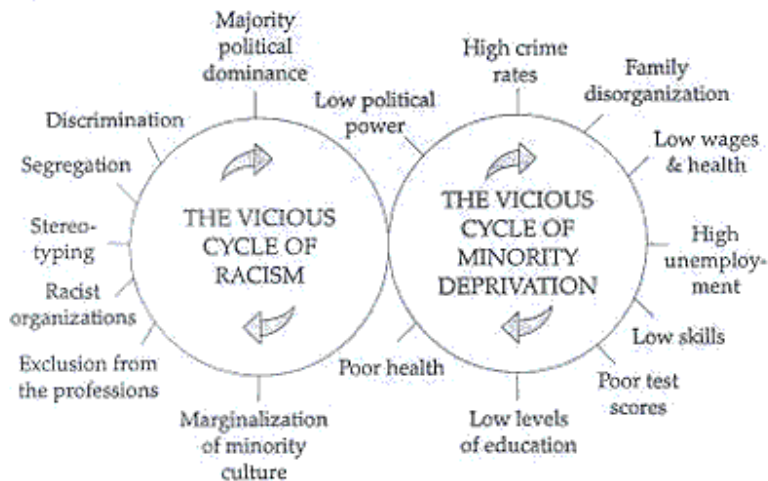 Majority
political
dominance
Discrimination
Segregation
Stereo-
typing
Racist
organizations
Exclusion from
the professions
Marginalization
of minority
culture
THE VICIOUS
CYCLE OF
RACISM
Low political
power
High crime
rates
Family
disorganization
Low wages
& health
High
unemploy-
ment
Low skills
Poor test
scores
Low levels
of education
Poor health
THE VICIOUS
CYCLE OF
MINORITY
DEPRIVATION